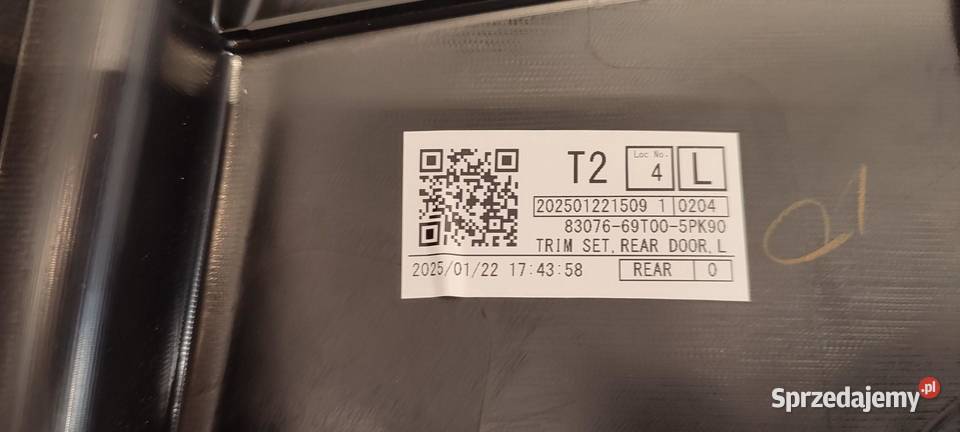 T2
Loc No.
4
L
202501221509 1 0204
83076-69T00-5PK90
TRIM SET, REAR DOOR, L
2025/01/22 17:43:58
REAR 0
01
Sprzedajemy.pl